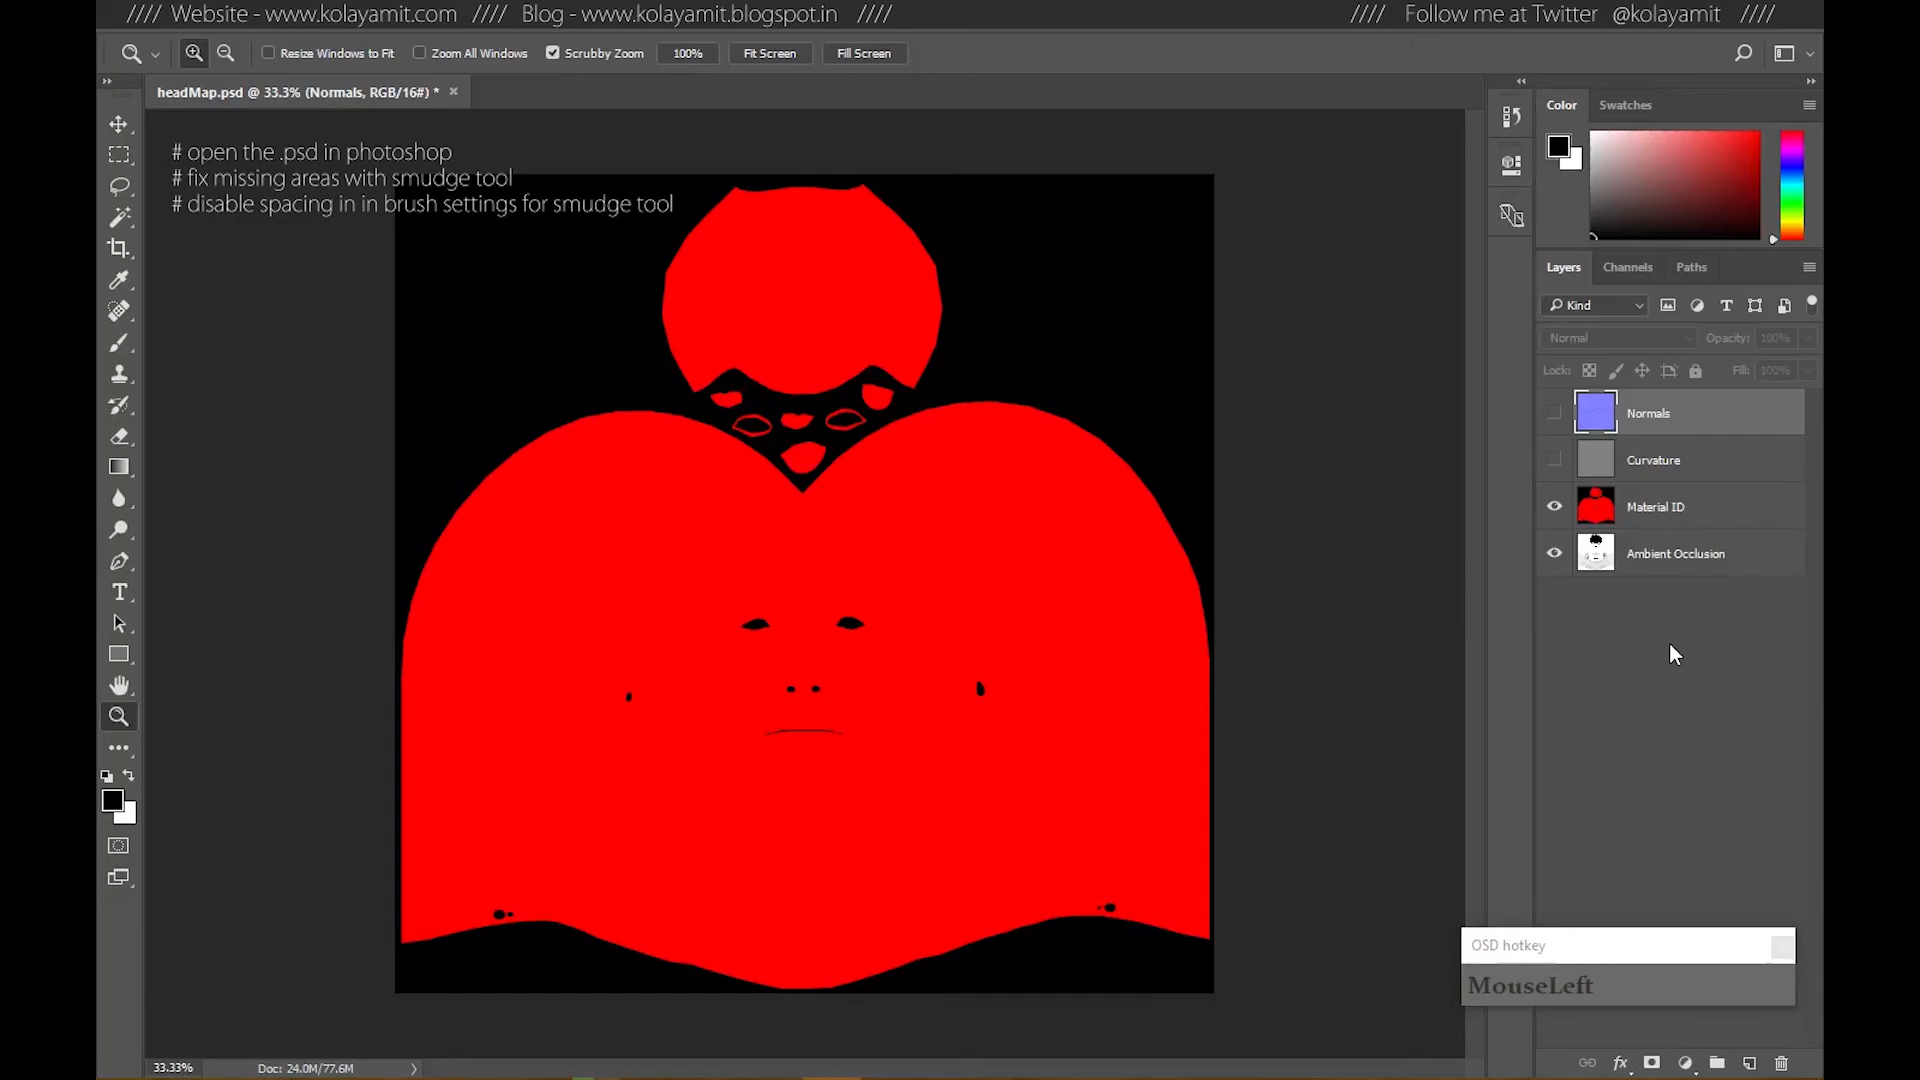 //// Website - www.kolayamit.com //// Blog - www.kolayamit.blogspot.in ////
//// Follow me at Twitter @kolayamit ////
Resize Windows to Fit
Zoom All Windows
Scrubby Zoom
100%
Fit Screen
Fill Screen
headMap.psd @ 33.3% (Normals, RGB/16#) *
Color
Swatches
# open the .psd in photoshop
# fix missing areas with smudge tool
# disable spacing in in brush settings for smudge tool
Layers
Channels
Paths
Kind
Normal
Opacity: 100%
Lock:
Fill: 100%
Normals
Curvature
Material ID
Ambient Occlusion
OSD hotkey
MouseLeft
33.33%
Doc: 24.0M/77.6M